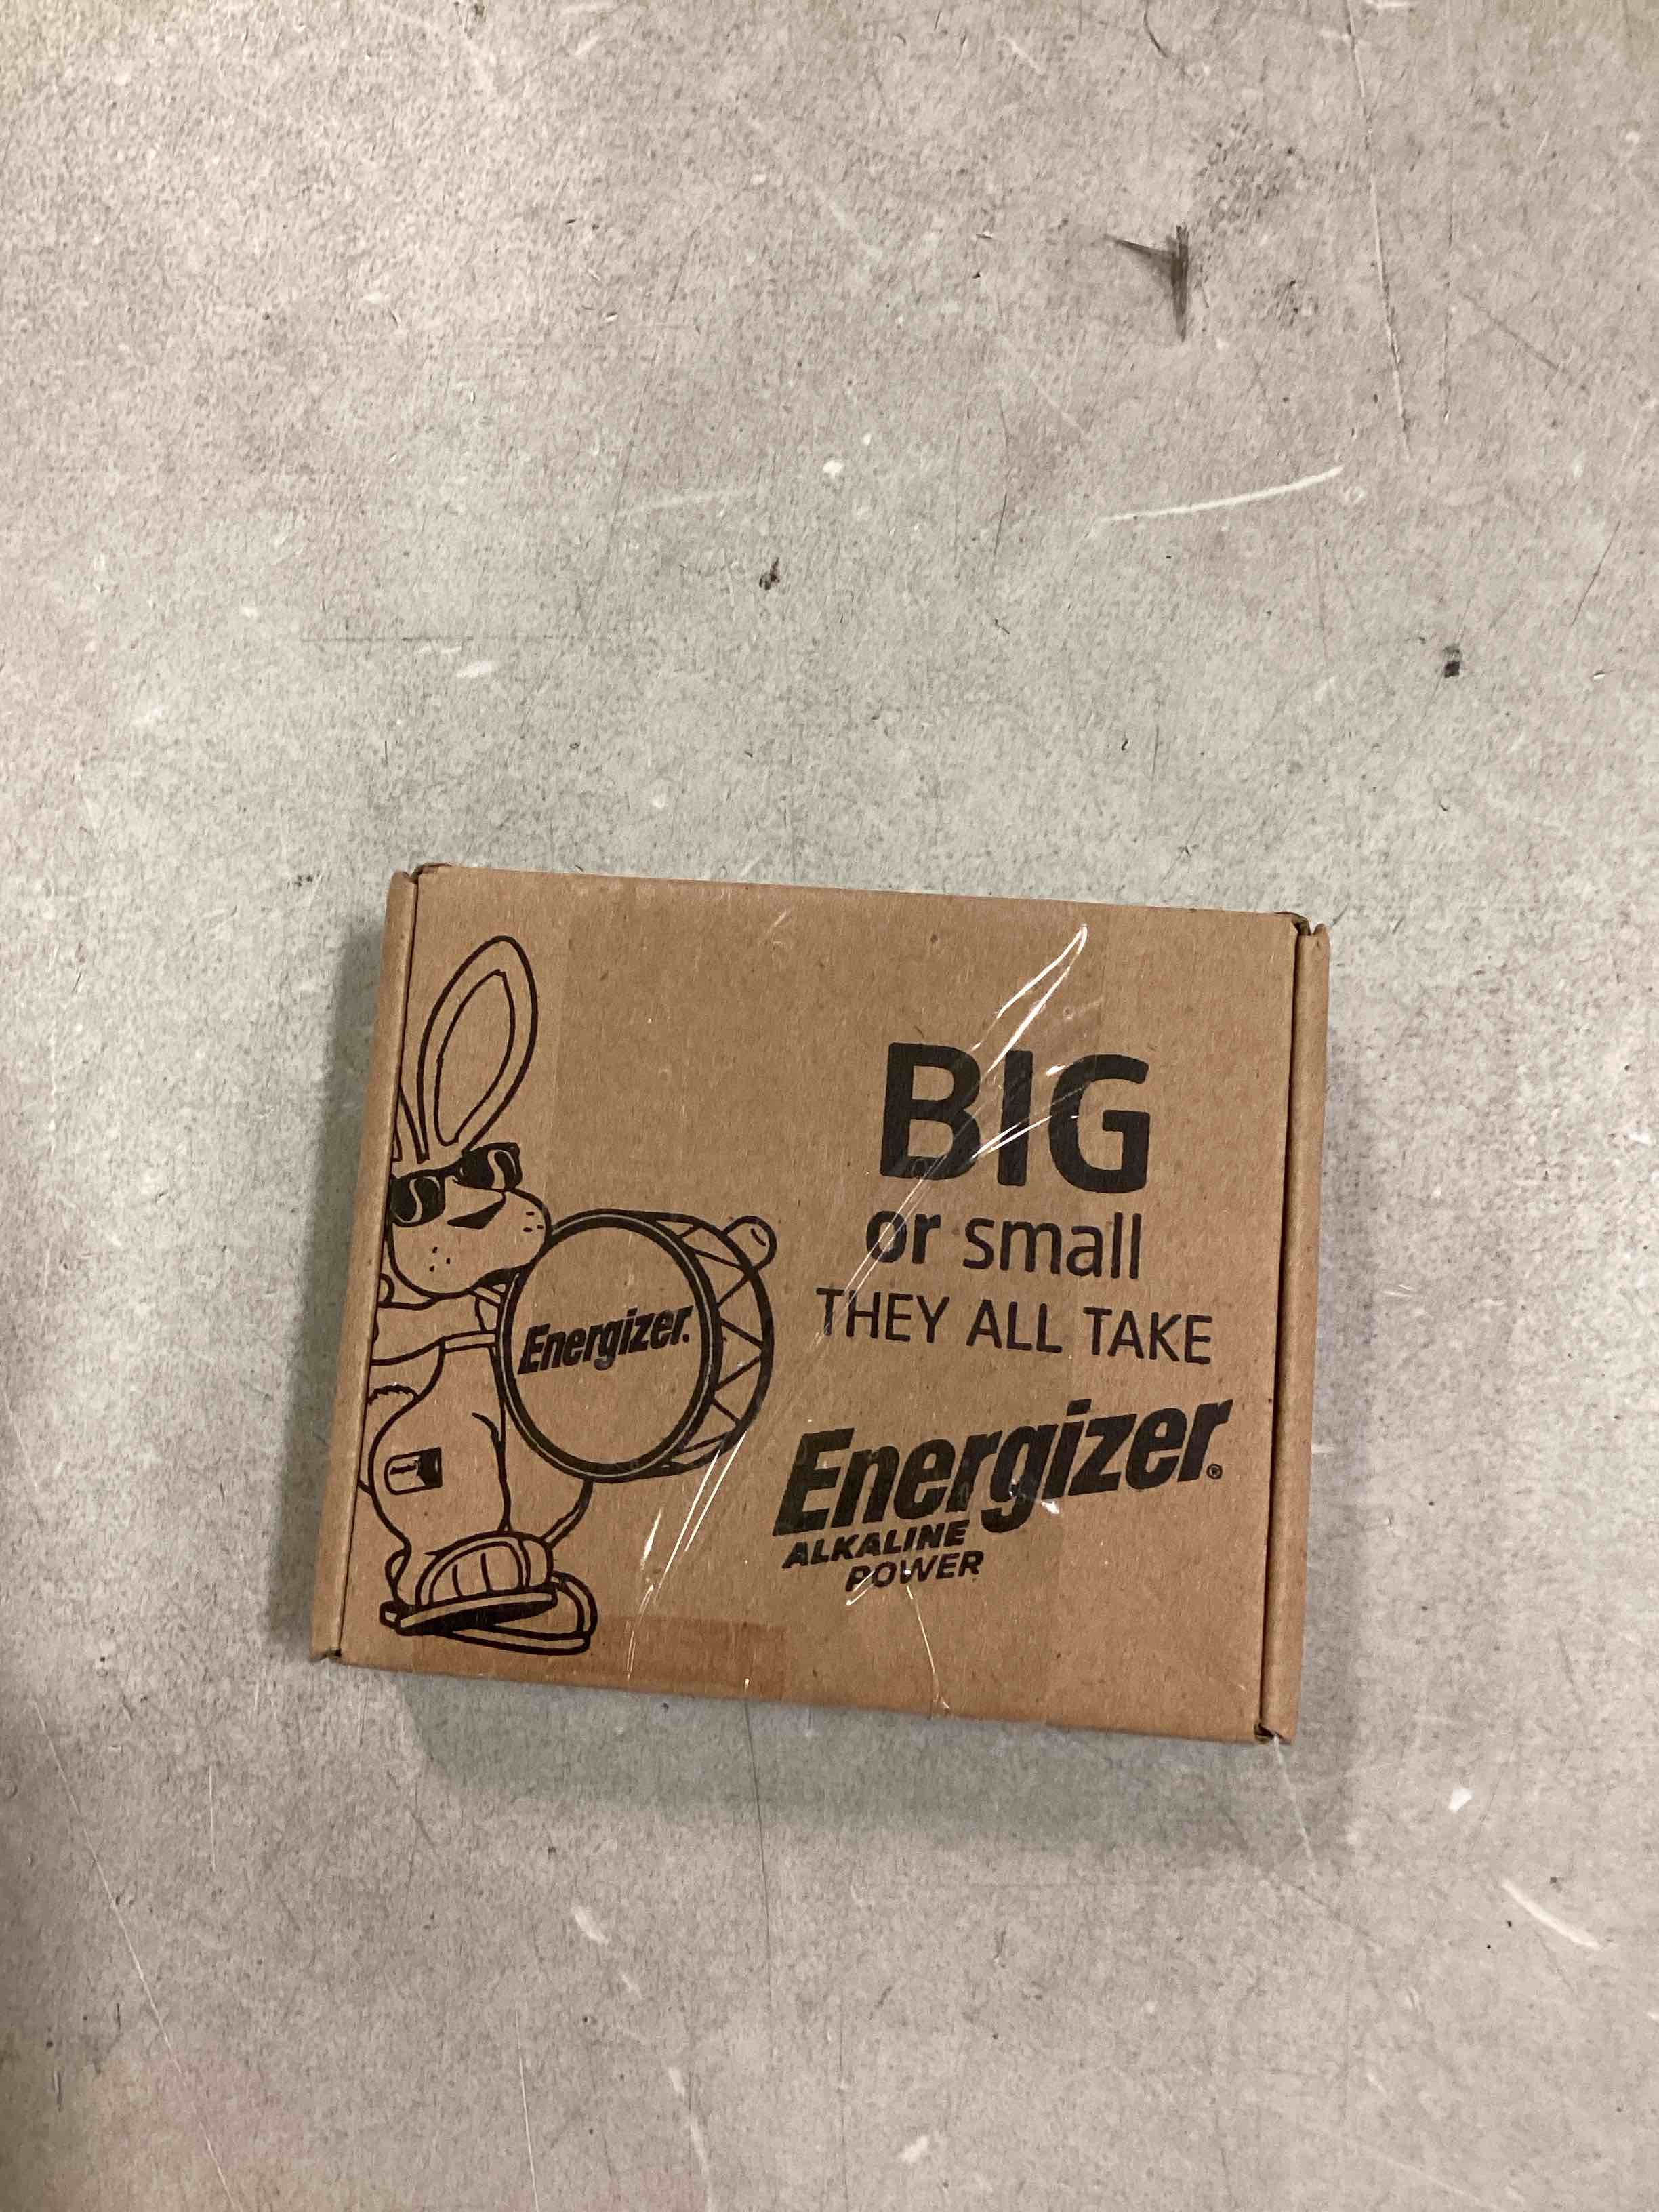 BIG
or small
THEY ALL TAKE
Energizer.
Energizer®
ALKALINE
POWER